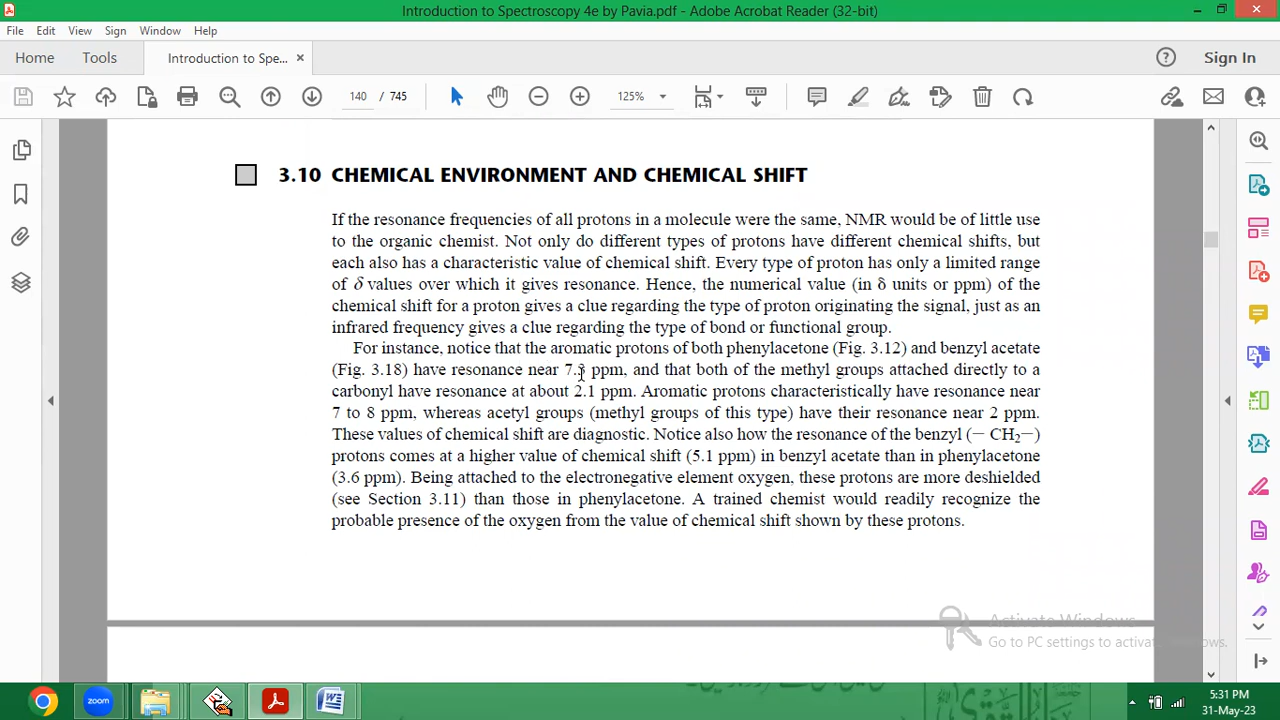 Introduction to Spectroscopy 4e by Pavia.pdf - Adobe Acrobat Reader (32-bit)
File Edit View Sign Window Help
Home Tools Introduction to Spe... × Sign In
140 / 745 125%
3.10 CHEMICAL ENVIRONMENT AND CHEMICAL SHIFT
If the resonance frequencies of all protons in a molecule were the same, NMR would be of little use
to the organic chemist. Not only do different types of protons have different chemical shifts, but
each also has a characteristic value of chemical shift. Every type of proton has only a limited range
of δ values over which it gives resonance. Hence, the numerical value (in δ units or ppm) of the
chemical shift for a proton gives a clue regarding the type of proton originating the signal, just as an
infrared frequency gives a clue regarding the type of bond or functional group.
For instance, notice that the aromatic protons of both phenylacetone (Fig. 3.12) and benzyl acetate
(Fig. 3.18) have resonance near 7.3 ppm, and that both of the methyl groups attached directly to a
carbonyl have resonance at about 2.1 ppm. Aromatic protons characteristically have resonance near
7 to 8 ppm, whereas acetyl groups (methyl groups of this type) have their resonance near 2 ppm.
These values of chemical shift are diagnostic. Notice also how the resonance of the benzyl (− CH₂−)
protons comes at a higher value of chemical shift (5.1 ppm) in benzyl acetate than in phenylacetone
(3.6 ppm). Being attached to the electronegative element oxygen, these protons are more deshielded
(see Section 3.11) than those in phenylacetone. A trained chemist would readily recognize the
probable presence of the oxygen from the value of chemical shift shown by these protons.
Activate Windows
Go to PC settings to activate Windows.
zoom
5:31 PM
31-May-23